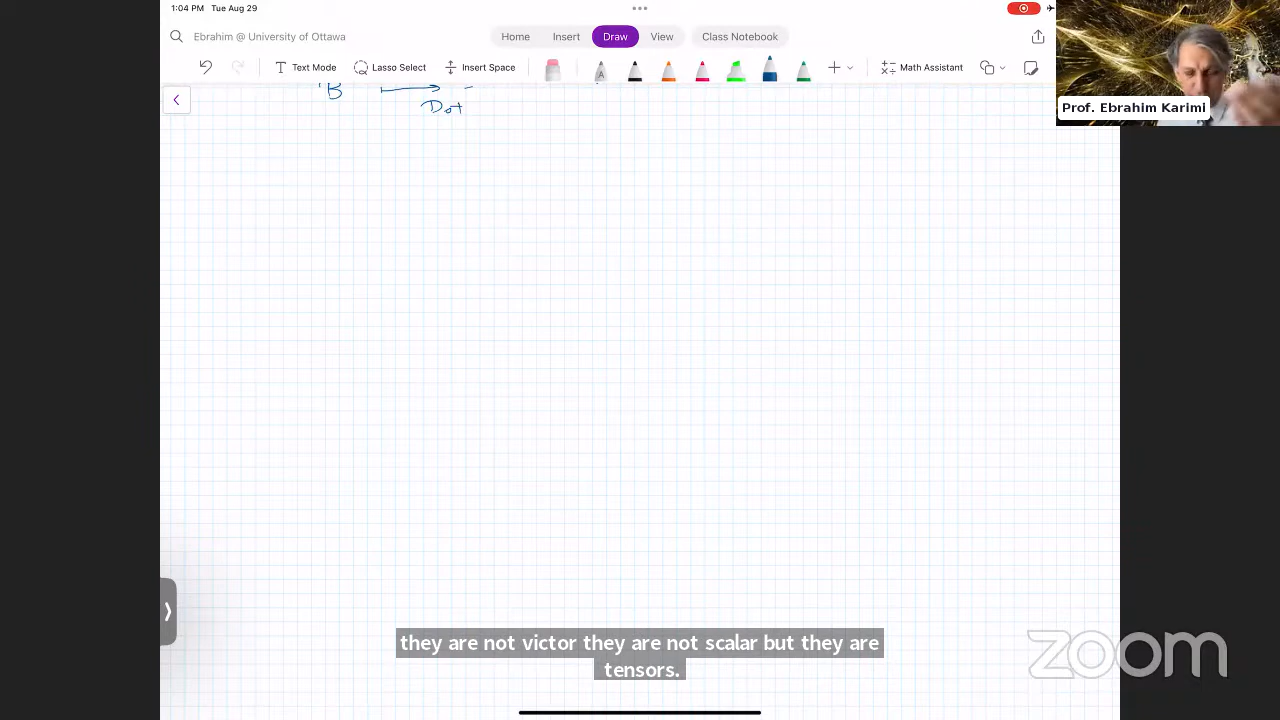 1:04 PM Tue Aug 29
Ebrahim @ University of Ottawa
Home Insert Draw View Class Notebook
Text Mode Lasso Select Insert Space A Math Assistant
B
Dot
Prof. Ebrahim Karimi
they are not victor they are not scalar but they are
tensors.
zoom